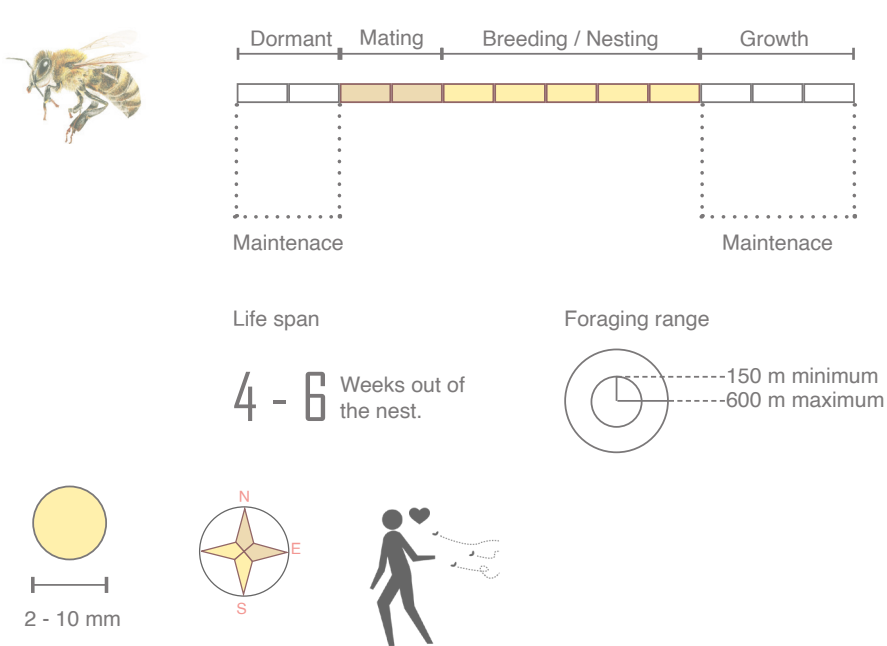 Dormant Mating Breeding / Nesting Growth
Maintenace Maintenace
Life span Foraging range
4 - 6 Weeks out of
the nest.
150 m minimum
600 m maximum
N
E
S
2 - 10 mm